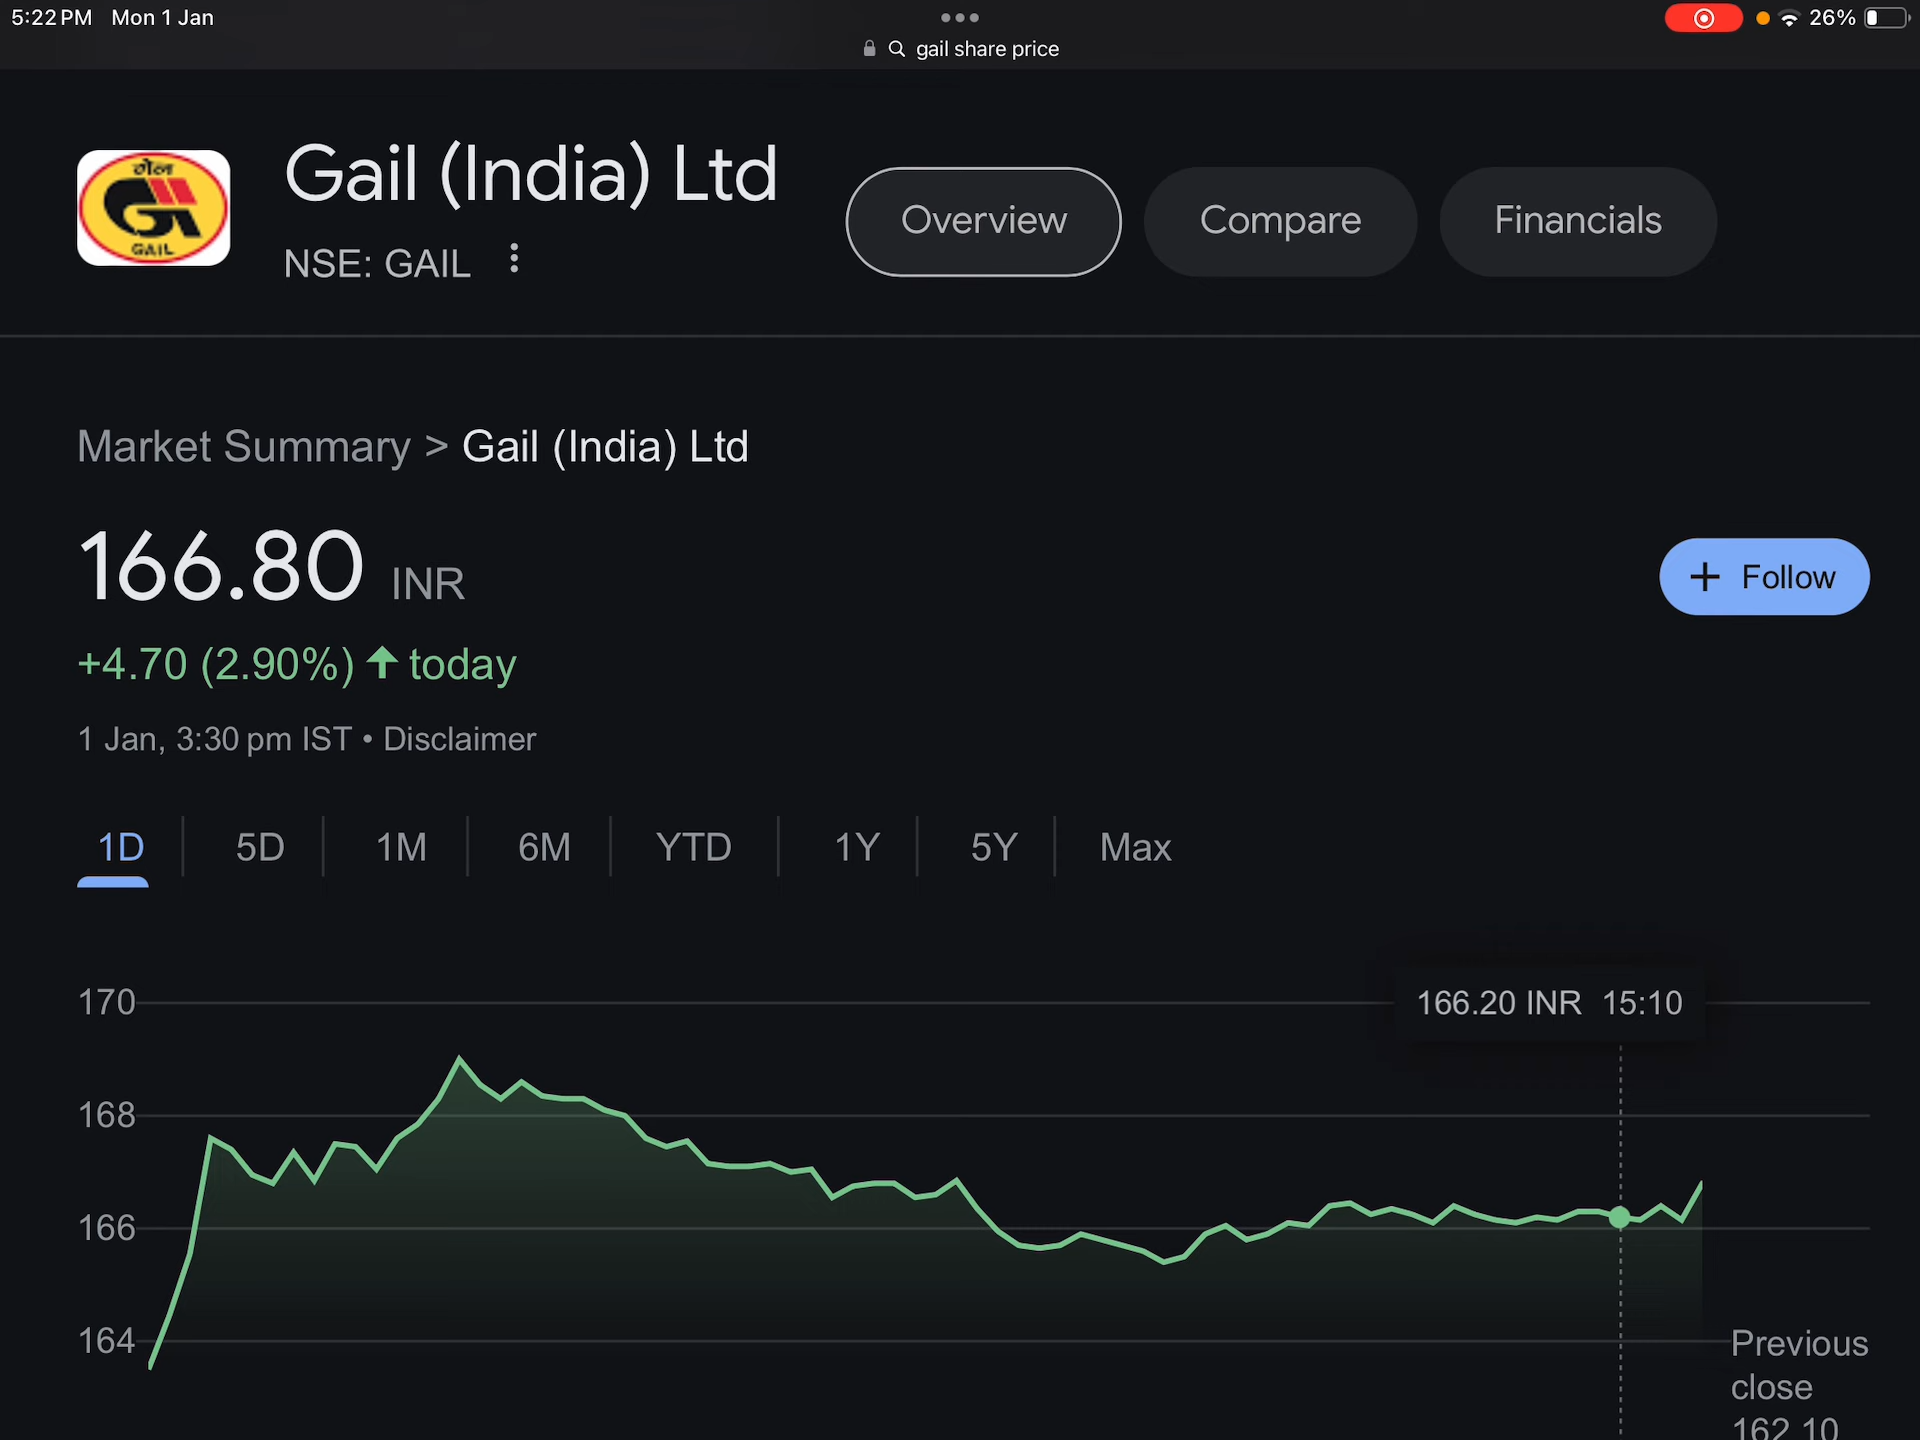 5:22 PM Mon 1 Jan
26%
gail share price
गेल
GAIL
Gail (India) Ltd
NSE: GAIL
Overview
Compare
Financials
Market Summary > Gail (India) Ltd
166.80 INR
+ Follow
+4.70 (2.90%) ↑ today
1 Jan, 3:30 pm IST • Disclaimer
1D 5D 1M 6M YTD 1Y 5Y Max
170
166.20 INR 15:10
168
166
164
Previous
close
162.10